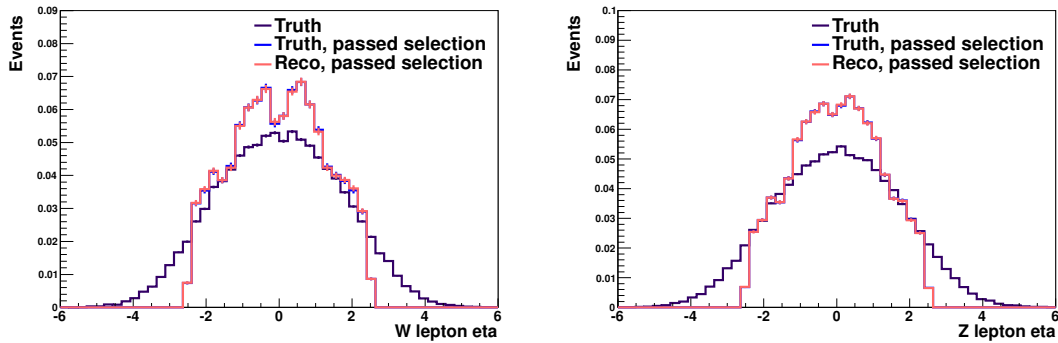 Events
0.09
0.08
0.07
0.06
0.05
0.04
0.03
0.02
0.01
0
Truth
Truth, passed selection
Reco, passed selection
-6 -4 -2 0 2 4 6
W lepton eta
Events
0.1
0.09
0.08
0.07
0.06
0.05
0.04
0.03
0.02
0.01
0
Truth
Truth, passed selection
Reco, passed selection
-6 -4 -2 0 2 4 6
Z lepton eta